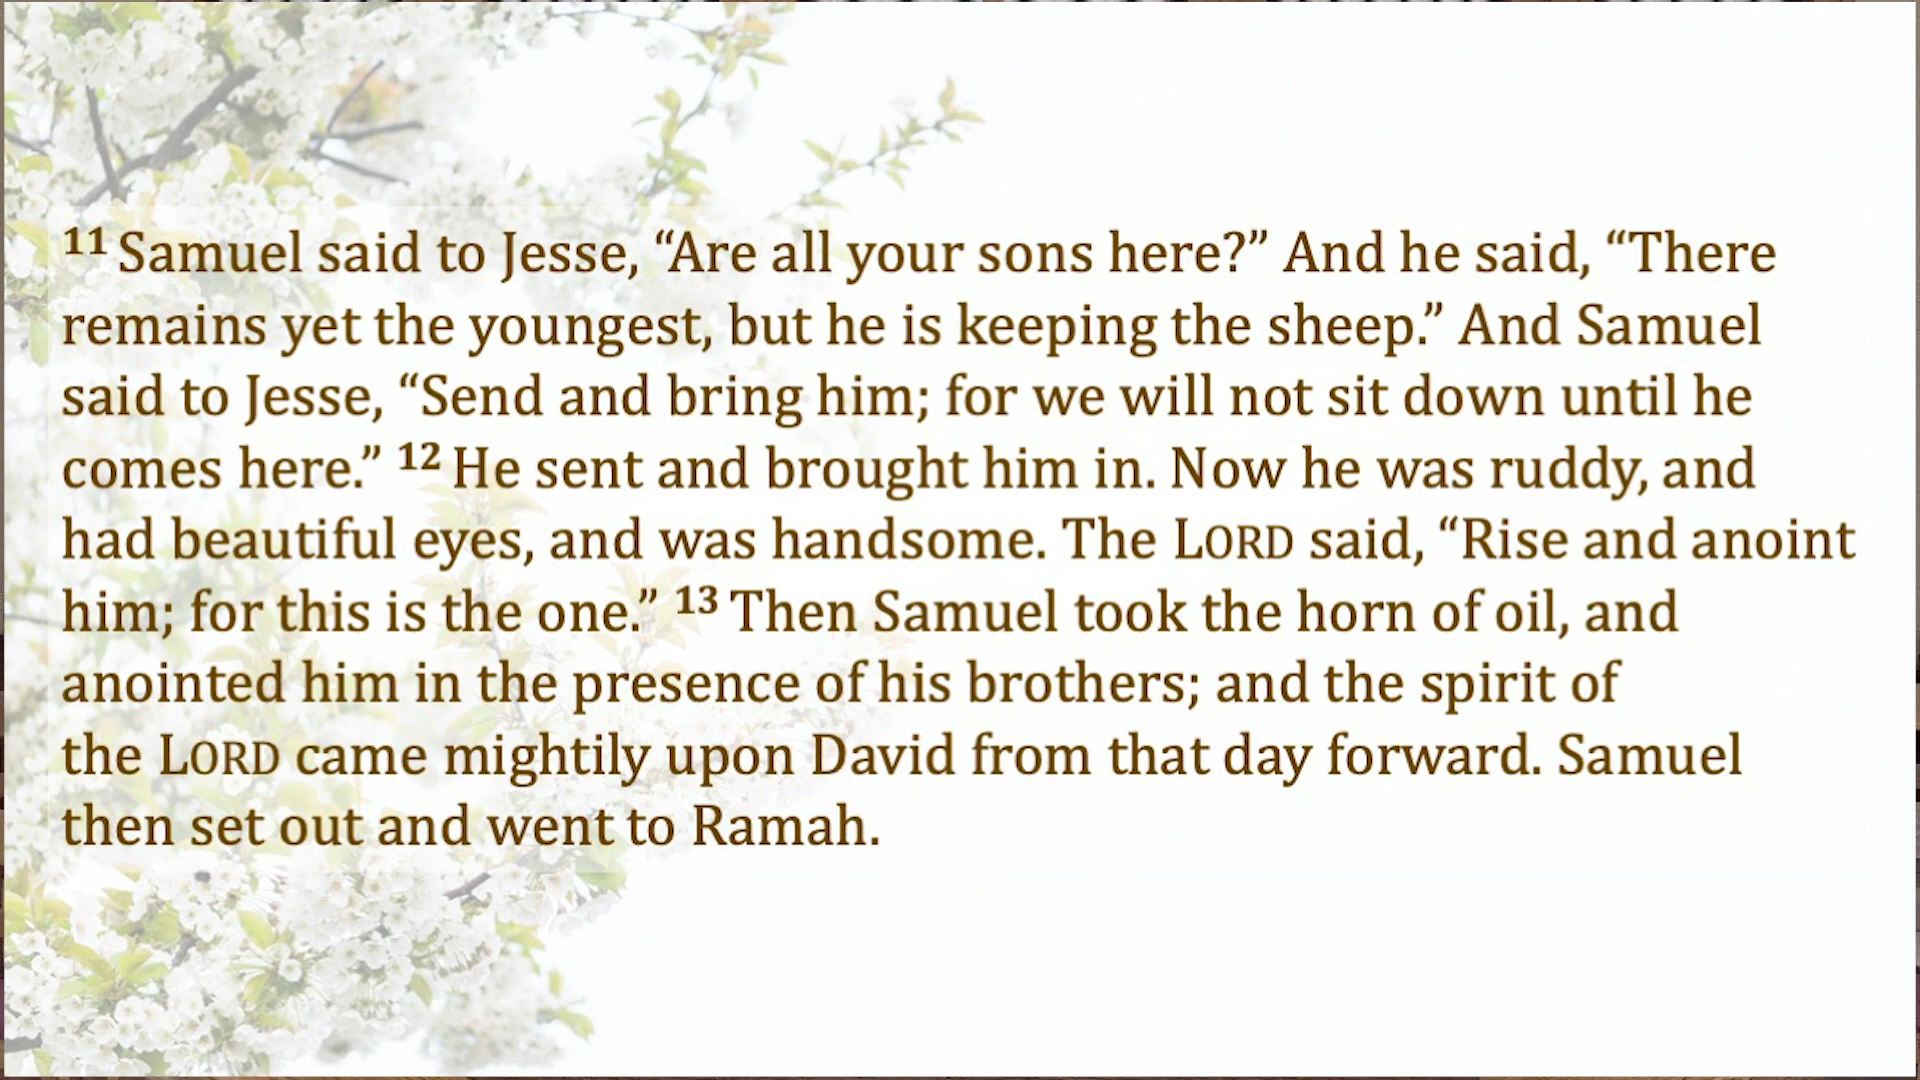 11 Samuel said to Jesse, “Are all your sons here?” And he said, “There
remains yet the youngest, but he is keeping the sheep.” And Samuel
said to Jesse, “Send and bring him; for we will not sit down until he
comes here.” 12 He sent and brought him in. Now he was ruddy, and
had beautiful eyes, and was handsome. The LORD said, “Rise and anoint
him; for this is the one.” 13 Then Samuel took the horn of oil, and
anointed him in the presence of his brothers; and the spirit of
the LORD came mightily upon David from that day forward. Samuel
then set out and went to Ramah.